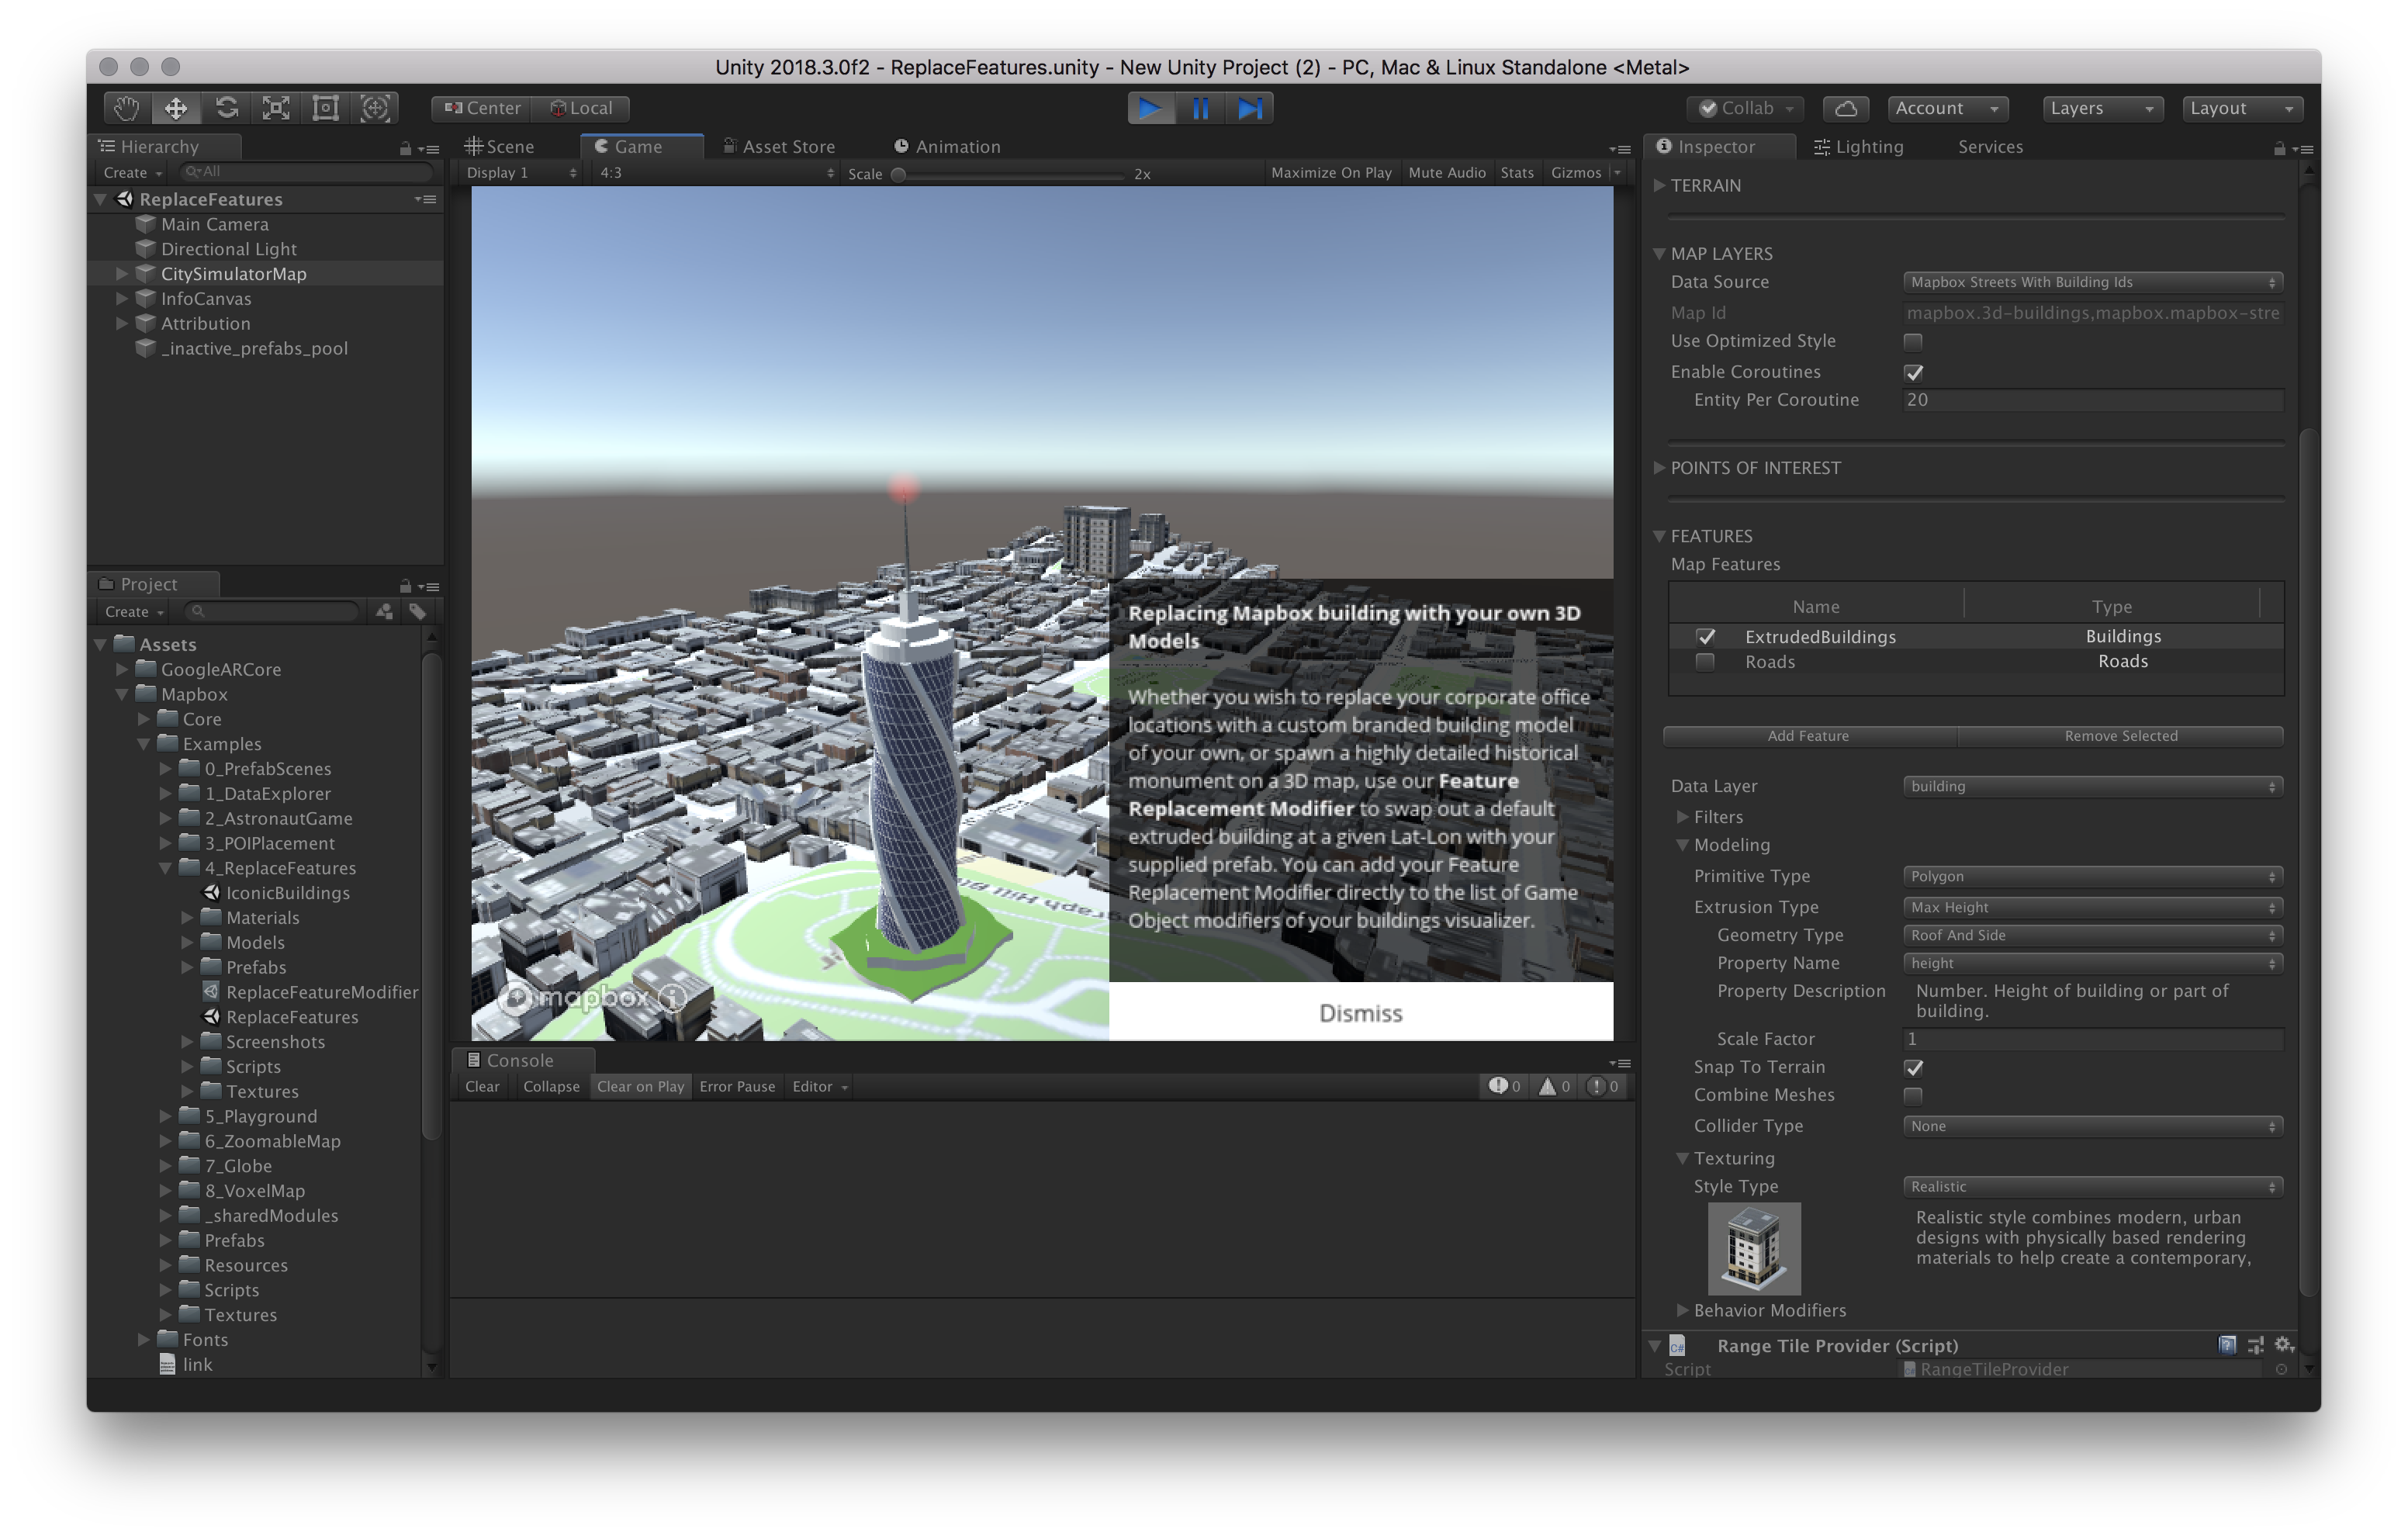 Unity 2018.3.0f2 - ReplaceFeatures.unity - New Unity Project (2) - PC, Mac & Linux Standalone <Metal>
Center Local Collab Account Layers Layout
Hierarchy
Create All
ReplaceFeatures
Main Camera
Directional Light
CitySimulatorMap
InfoCanvas
Attribution
_inactive_prefabs_pool
Project
Create
Assets
GoogleARCore
Mapbox
Core
Examples
0_PrefabScenes
1_DataExplorer
2_AstronautGame
3_POIPlacement
4_ReplaceFeatures
IconicBuildings
Materials
Models
Prefabs
ReplaceFeatureModifier
ReplaceFeatures
Screenshots
Scripts
Textures
5_Playground
6_ZoomableMap
7_Globe
8_VoxelMap
_sharedModules
Prefabs
Resources
Scripts
Textures
Fonts
link
Scene Game Asset Store Animation
Display 1 4:3 Scale 2x Maximize On Play Mute Audio Stats Gizmos
Replacing Mapbox building with your own 3D
Models
Whether you wish to replace your corporate office
locations with a custom branded building model
of your own, or spawn a highly detailed historical
monument on a 3D map, use our Feature
Replacement Modifier to swap out a default
extruded building at a given Lat-Lon with your
supplied prefab. You can add your Feature
Replacement Modifier directly to the list of Game
Object modifiers of your buildings visualizer.
Dismiss
mapbox
Console
Clear Collapse Clear on Play Error Pause Editor 0 0 0
Inspector Lighting Services
TERRAIN
MAP LAYERS
Data Source Mapbox Streets With Building Ids
Map Id mapbox.3d-buildings,mapbox.mapbox-stre
Use Optimized Style
Enable Coroutines
Entity Per Coroutine 20
POINTS OF INTEREST
FEATURES
Map Features
Name Type
ExtrudedBuildings Buildings
Roads Roads
Add Feature Remove Selected
Data Layer building
Filters
Modeling
Primitive Type Polygon
Extrusion Type Max Height
Geometry Type Roof And Side
Property Name height
Property Description Number. Height of building or part of
building.
Scale Factor 1
Snap To Terrain
Combine Meshes
Collider Type None
Texturing
Style Type Realistic
Realistic style combines modern, urban
designs with physically based rendering
materials to help create a contemporary,
Behavior Modifiers
Range Tile Provider (Script)
Script RangeTileProvider